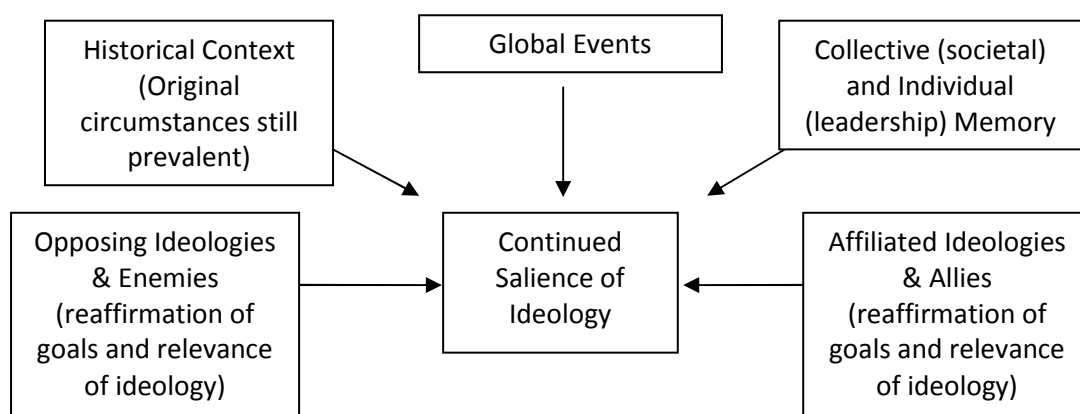 Historical Context
(Original
circumstances still
prevalent)
Global Events
Collective (societal)
and Individual
(leadership) Memory
Opposing Ideologies
& Enemies
(reaffirmation of
goals and relevance
of ideology)
Continued
Salience of
Ideology
Affiliated Ideologies
& Allies
(reaffirmation of
goals and relevance
of ideology)